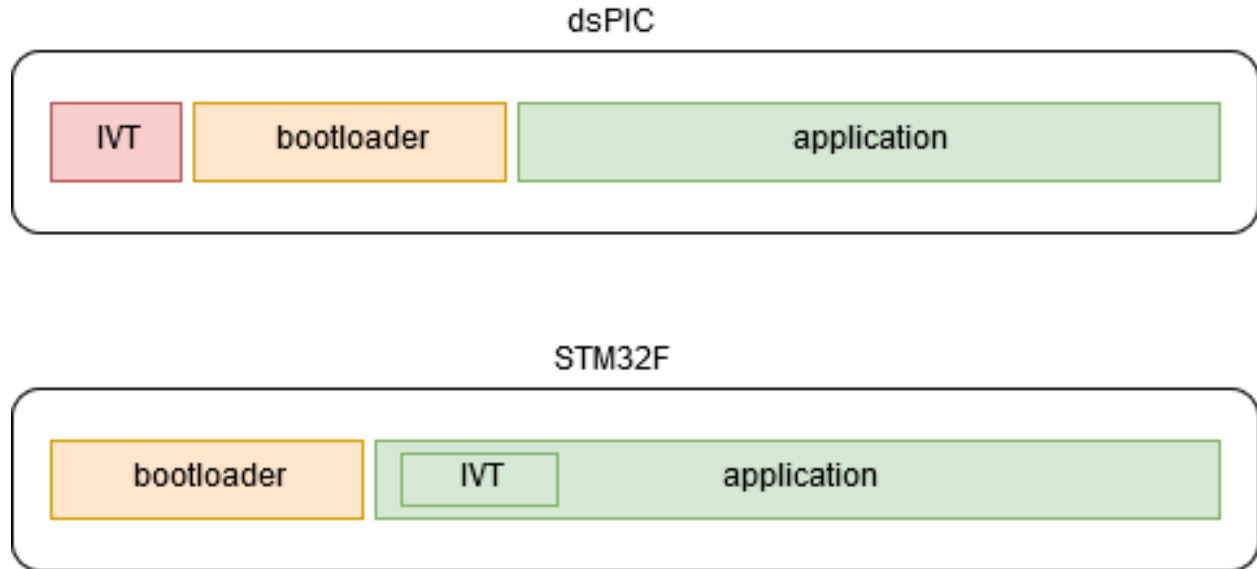 dsPIC
IVT
bootloader
application
STM32F
bootloader
IVT
application